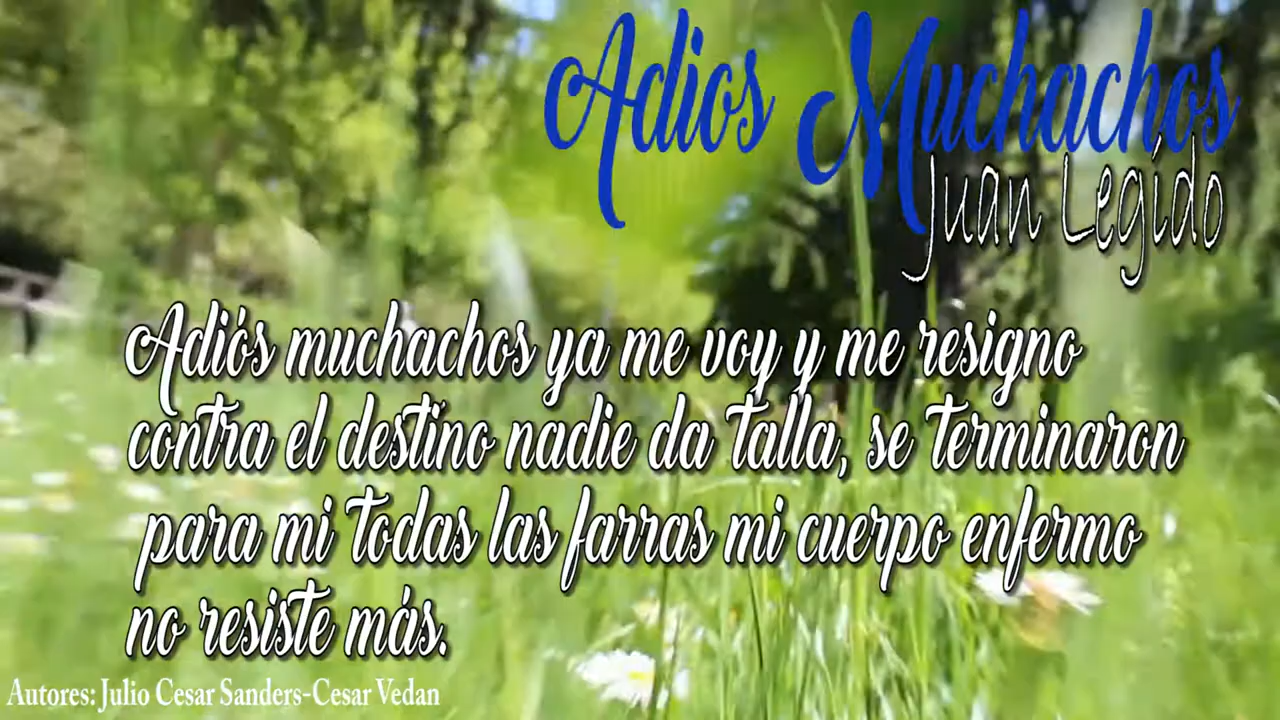 Adios Muchachos
Juan Legido
Adiós muchachos ya me voy y me resigno
contra el destino nadie da talla, se terminaron
para mi todas las farras mi cuerpo enfermo
no resiste más.
Autores: Julio Cesar Sanders-Cesar Vedan